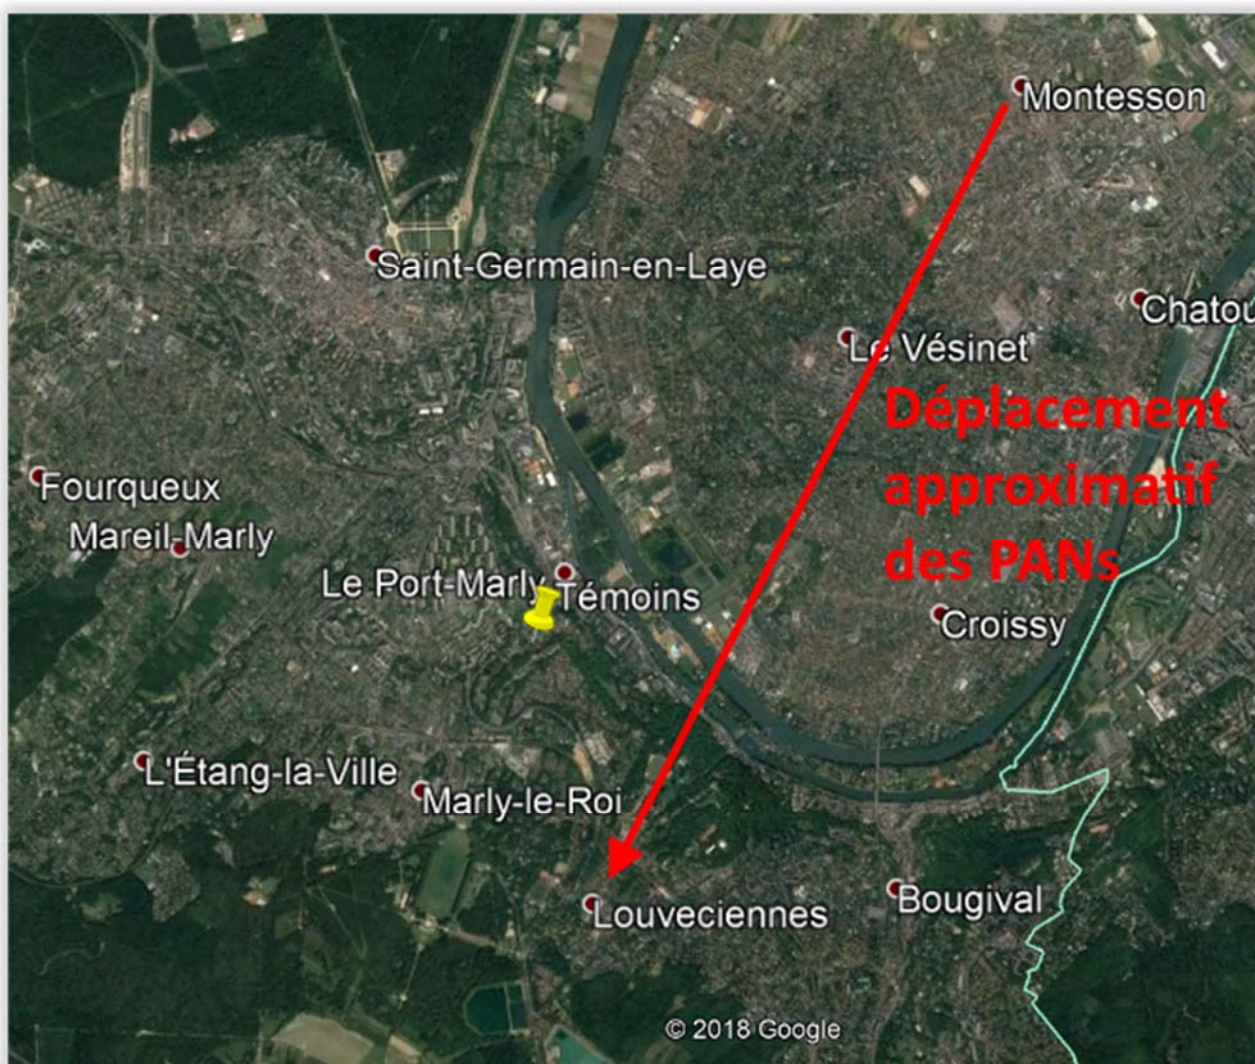 Montesson
Saint-Germain-en-Laye
Chatou
Le Vésinet
Déplacement
approximatif
des PANs
Fourqueux
Mareil-Marly
Le Port-Marly
Témoins
Croissy
L'Étang-la-Ville
Marly-le-Roi
Louveciennes
Bougival
© 2018 Google